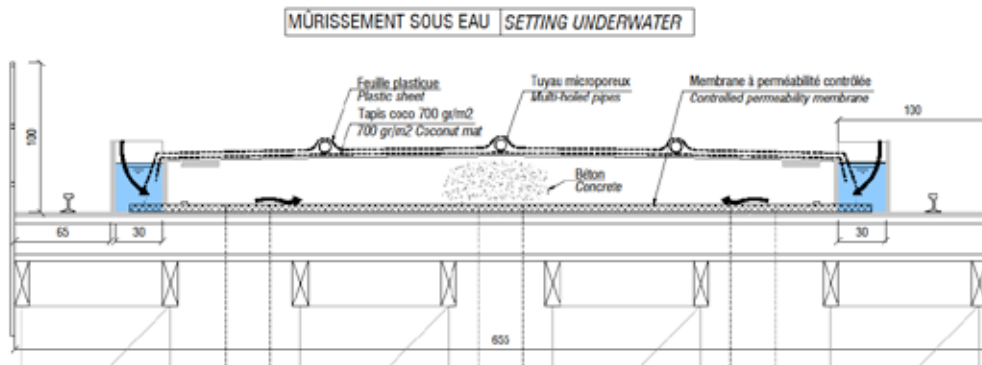 MÛRISSEMENT SOUS EAU SETTING UNDERWATER
Feuille plastique
Plastic sheet
Tapis coco 700 gr/m2
700 gr/m2 Coconut mat
Tuyau microporeux
Multi-holed pipes
Membrane à perméabilité contrôlée
Controlled permeability membrane
130
100
Béton
Concrete
65
30
30
655